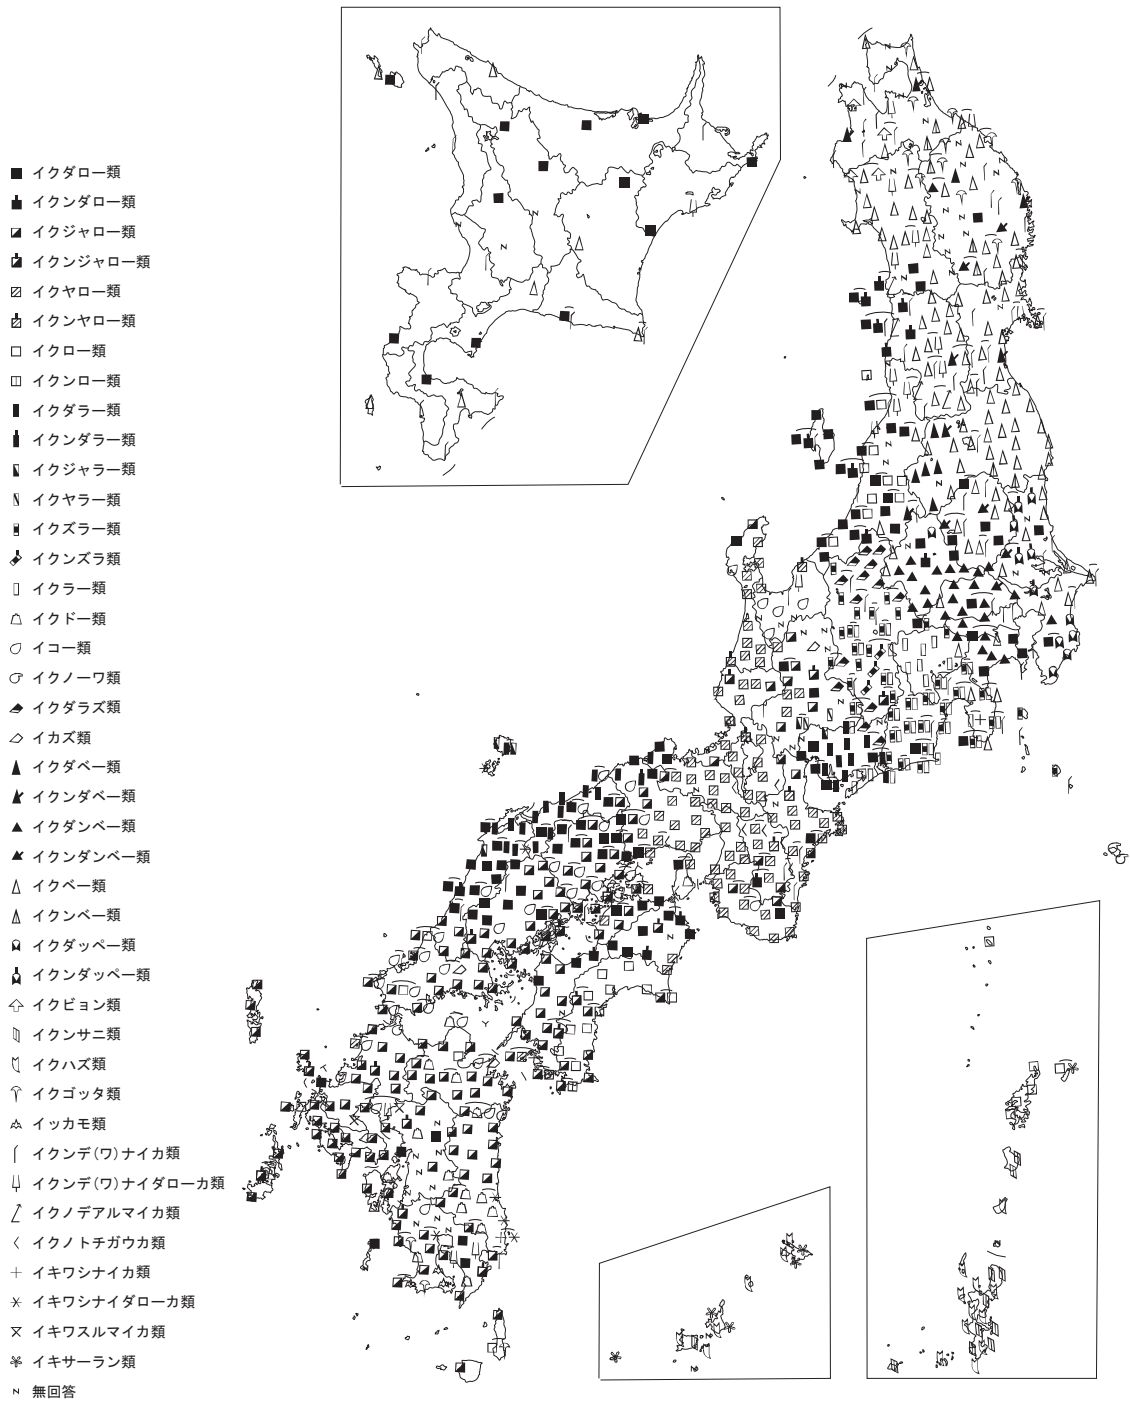 イクダロー類
イクンダロー類
イクジャロー類
イクンジャロー類
イクヤロー類
イクンヤロー類
イクロー類
イクンロー類
イクダラー類
イクンダラー類
イクジャラー類
イクヤラー類
イクズラー類
イクンズラ類
イクラー類
イクドー類
イコー類
イクノーワ類
イクダラズ類
イカズ類
イクダベー類
イクンダベー類
イクダンベー類
イクンダンベー類
イクベー類
イクンベー類
イクダッペー類
イクンダッペー類
イクビョン類
イクンサニ類
イクハズ類
イクゴッタ類
イッカモ類
イクンデ(ワ)ナイカ類
イクンデ(ワ)ナイダローカ類
イクノデアルマイカ類
イクノトチガウカ類
イキワシナイカ類
イキワシナイダローカ類
イキワスルマイカ類
イキサーラン類
無回答